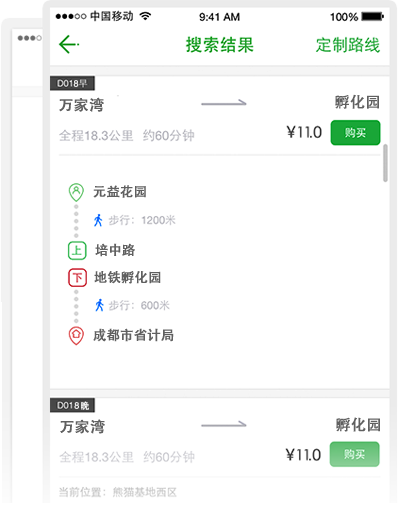 中国移动 9:41 AM 100%
搜索结果 定制路线
D018早
万家湾 孵化园
全程18.3公里 约60分钟 ¥11.0 购买
元益花园
步行：1200米
上 培中路
下 地铁孵化园
步行：600米
成都市省计局
D018晚
万家湾 孵化园
全程18.3公里 约60分钟 ¥11.0 购买
当前位置：熊猫基地西区